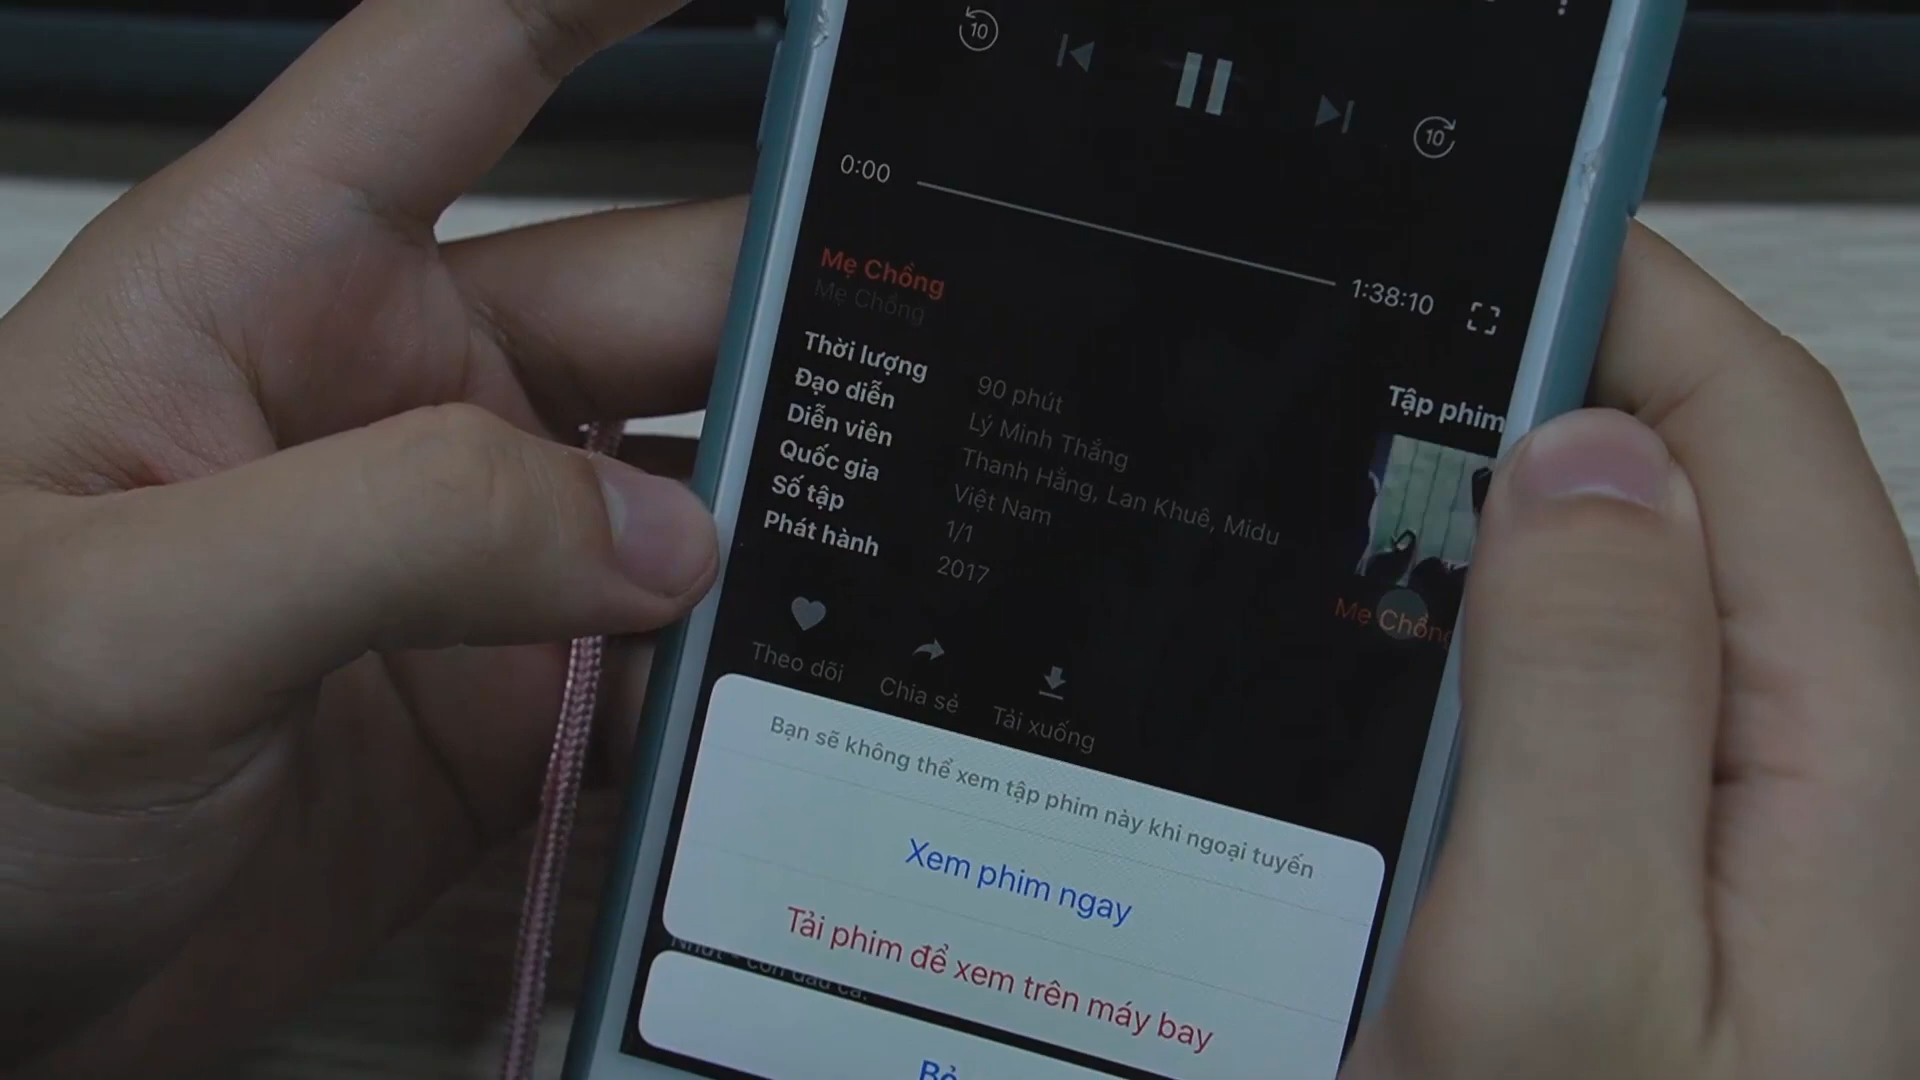 10
10
0:00
1:38:10
Mẹ Chồng
Mẹ Chồng
Thời lượng 90 phút
Đạo diễn Lý Minh Thắng
Diễn viên Thanh Hằng, Lan Khuê, Midu
Quốc gia Việt Nam
Số tập 1/1
Phát hành 2017
Tập phim
Mẹ Chồng
Theo dõi
Chia sẻ
Tải xuống
Bạn sẽ không thể xem tập phim này khi ngoại tuyến
Xem phim ngay
Tải phim để xem trên máy bay